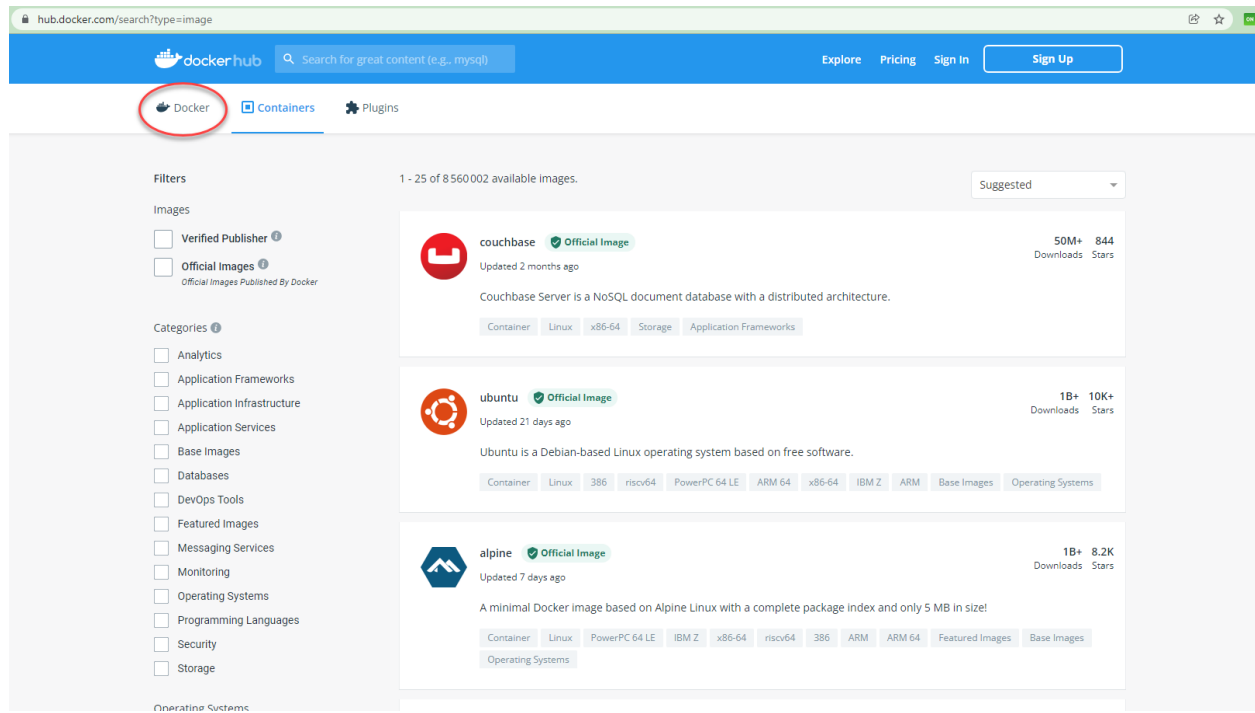 hub.docker.com/search?type=image
dockerhub Search for great content (e.g., mysql) Explore Pricing Sign In Sign Up
Docker Containers Plugins
Filters
Images
Verified Publisher
Official Images
Official Images Published By Docker
Categories
Analytics
Application Frameworks
Application Infrastructure
Application Services
Base Images
Databases
DevOps Tools
Featured Images
Messaging Services
Monitoring
Operating Systems
Programming Languages
Security
Storage
Operating Systems
1 - 25 of 8 560 002 available images.
Suggested
couchbase Official Image
Updated 2 months ago
50M+ 844
Downloads Stars
Couchbase Server is a NoSQL document database with a distributed architecture.
Container Linux x86-64 Storage Application Frameworks
ubuntu Official Image
Updated 21 days ago
1B+ 10K+
Downloads Stars
Ubuntu is a Debian-based Linux operating system based on free software.
Container Linux 386 riscv64 PowerPC 64 LE ARM 64 x86-64 IBM Z ARM Base Images Operating Systems
alpine Official Image
Updated 7 days ago
1B+ 8.2K
Downloads Stars
A minimal Docker image based on Alpine Linux with a complete package index and only 5 MB in size!
Container Linux PowerPC 64 LE IBM Z x86-64 riscv64 386 ARM ARM 64 Featured Images Base Images
Operating Systems